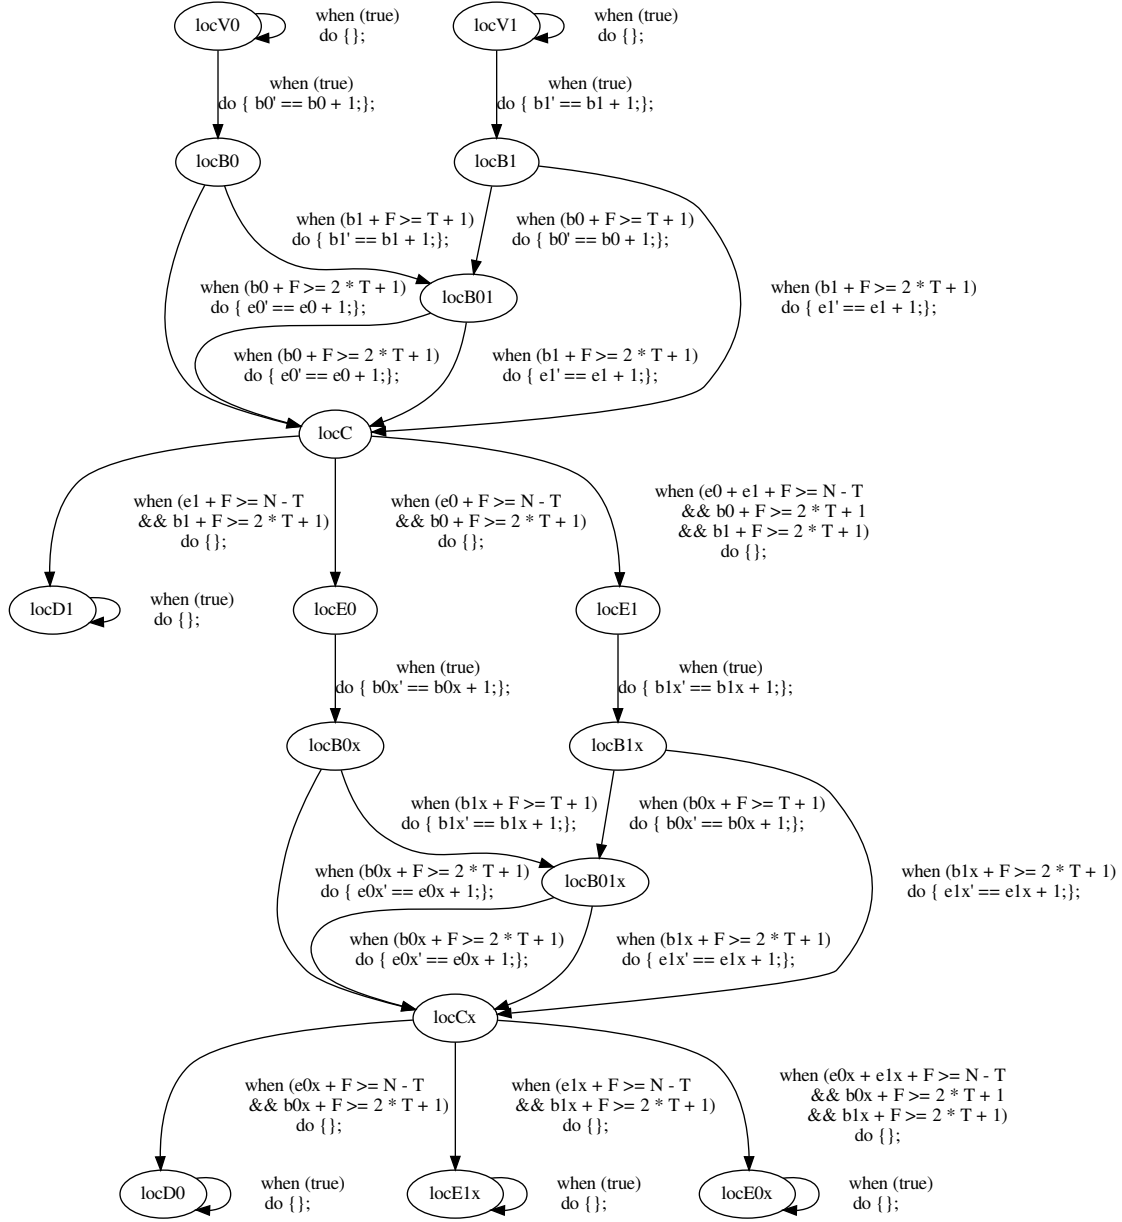 locV0
when (true)
do {};
locV1
when (true)
do {};
when (true)
do { b0' == b0 + 1;};
when (true)
do { b1' == b1 + 1;};
locB0
locB1
when (b1 + F >= T + 1)
do { b1' == b1 + 1;};
when (b0 + F >= T + 1)
do { b0' == b0 + 1;};
when (b0 + F >= 2 * T + 1)
do { e0' == e0 + 1;};
locB01
when (b1 + F >= 2 * T + 1)
do { e1' == e1 + 1;};
when (b0 + F >= 2 * T + 1)
do { e0' == e0 + 1;};
when (b1 + F >= 2 * T + 1)
do { e1' == e1 + 1;};
locC
when (e1 + F >= N - T
&& b1 + F >= 2 * T + 1)
do {};
when (e0 + F >= N - T
&& b0 + F >= 2 * T + 1)
do {};
when (e0 + e1 + F >= N - T
&& b0 + F >= 2 * T + 1
&& b1 + F >= 2 * T + 1)
do {};
locD1
when (true)
do {};
locE0
locE1
when (true)
do { b0x' == b0x + 1;};
when (true)
do { b1x' == b1x + 1;};
locB0x
locB1x
when (b1x + F >= T + 1)
do { b1x' == b1x + 1;};
when (b0x + F >= T + 1)
do { b0x' == b0x + 1;};
when (b0x + F >= 2 * T + 1)
do { e0x' == e0x + 1;};
locB01x
when (b1x + F >= 2 * T + 1)
do { e1x' == e1x + 1;};
when (b0x + F >= 2 * T + 1)
do { e0x' == e0x + 1;};
when (b1x + F >= 2 * T + 1)
do { e1x' == e1x + 1;};
locCx
when (e0x + F >= N - T
&& b0x + F >= 2 * T + 1)
do {};
when (e1x + F >= N - T
&& b1x + F >= 2 * T + 1)
do {};
when (e0x + e1x + F >= N - T
&& b0x + F >= 2 * T + 1
&& b1x + F >= 2 * T + 1)
do {};
locD0
when (true)
do {};
locE1x
when (true)
do {};
locE0x
when (true)
do {};